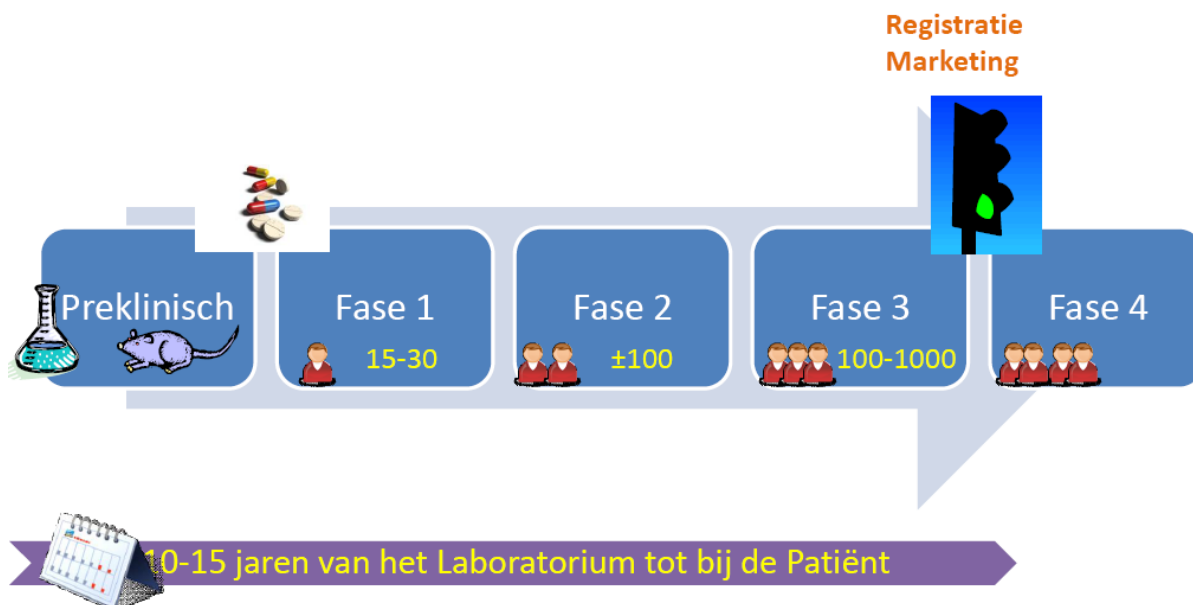 Registratie
Marketing
Preklinisch
Fase 1
15-30
Fase 2
±100
Fase 3
100-1000
Fase 4
10-15 jaren van het Laboratorium tot bij de Patiënt